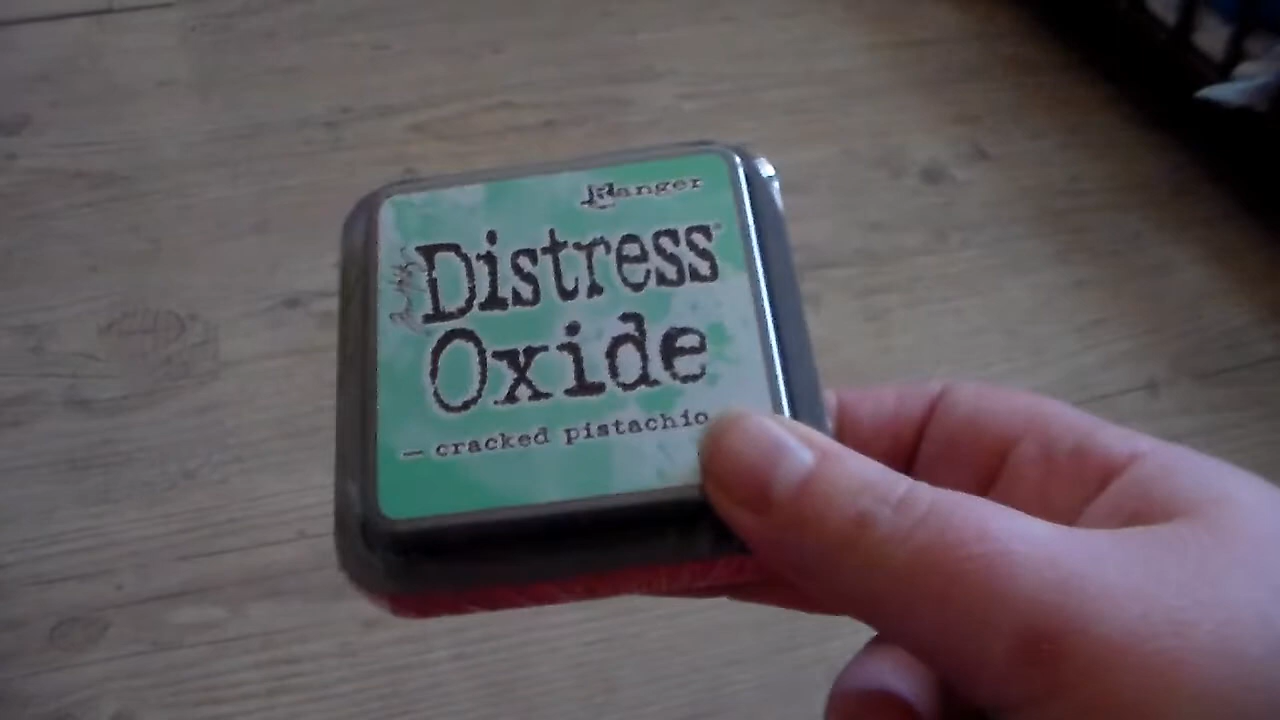 Ranger
Distress
Oxide
— cracked pistachio